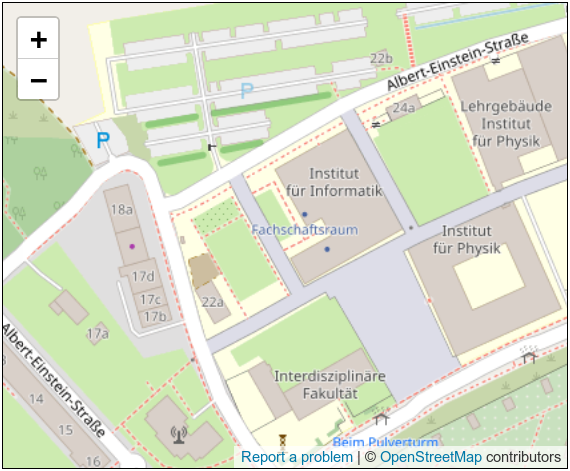 +
−
P
22b
Albert-Einstein-Straße
24a
Lehrgebäude
Institut
für Physik
P
Institut
für Informatik
18a
Fachschaftsraum
Institut
für Physik
17d
17c
17b
22a
17a
Albert-Einstein-Straße
14
15
16
Interdisziplinäre
Fakultät
Beim Pulverturm
Report a problem | © OpenStreetMap contributors